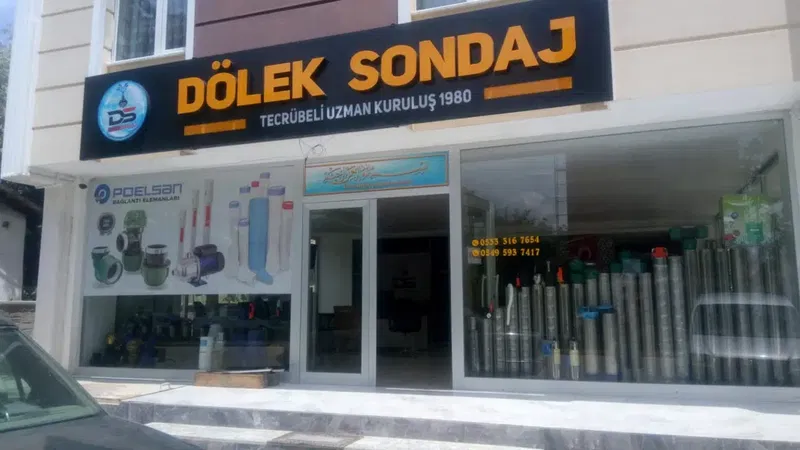 DÖLEK SONDAJ
DS
TECRÜBELİ UZMAN KURULUŞ 1980
POELSAN
BAĞLANTI ELEMANLARI
0533 316 7654
0549 593 7417